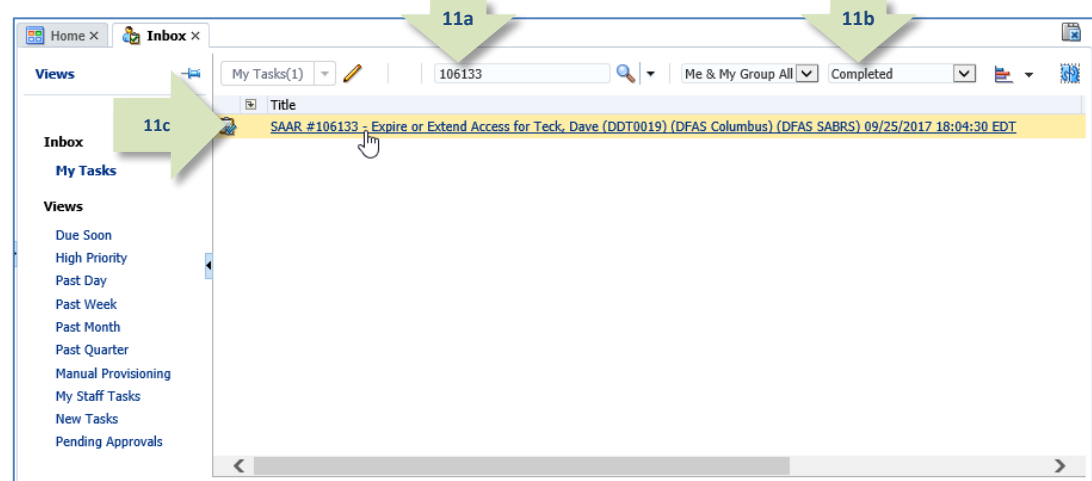 11a
11b
Home ×
Inbox ×
Views
My Tasks(1)
106133
Me & My Group All
Completed
Title
11c
SAAR #106133 - Expire or Extend Access for Teck, Dave (DDT0019) (DFAS Columbus) (DFAS SABRS) 09/25/2017 18:04:30 EDT
Inbox
My Tasks
Views
Due Soon
High Priority
Past Day
Past Week
Past Month
Past Quarter
Manual Provisioning
My Staff Tasks
New Tasks
Pending Approvals